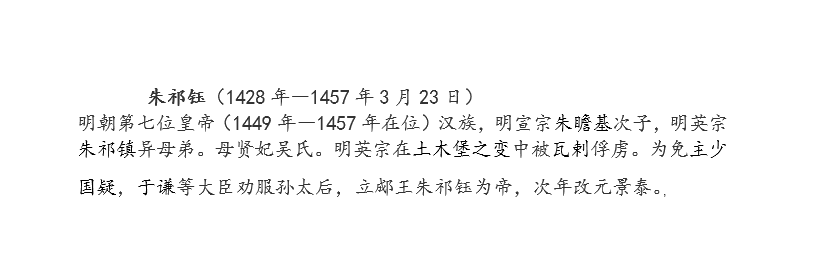 朱祁钰（1428 年—1457 年 3 月 23 日）
明朝第七位皇帝（1449 年—1457 年在位）汉族，明宣宗朱瞻基次子，明英宗
朱祁镇异母弟。母贤妃吴氏。明英宗在土木堡之变中被瓦剌俘虏。为免主少
国疑，于谦等大臣劝服孙太后，立郕王朱祁钰为帝，次年改元景泰。